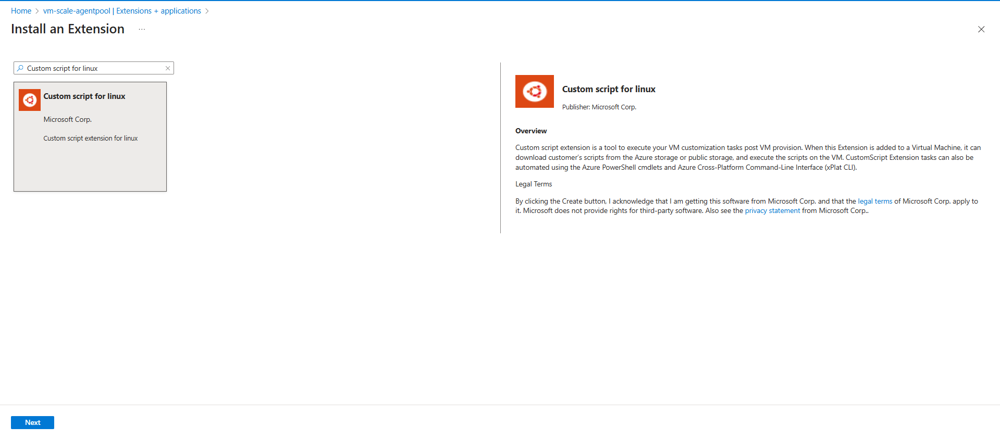 Home > vm-scale-agentpool | Extensions + applications >
Install an Extension ...
Custom script for linux
Custom script for linux
Microsoft Corp.
Custom script extension for linux
Custom script for linux
Publisher: Microsoft Corp.
Overview
Custom script extension is a tool to execute your VM customization tasks post VM provision. When this Extension is added to a Virtual Machine, it can
download customer's scripts from the Azure storage or public storage, and execute the scripts on the VM. CustomScript Extension tasks can also be
automated using the Azure PowerShell cmdlets and Azure Cross-Platform Command-Line Interface (xPlat CLI).
Legal Terms
By clicking the Create button, I acknowledge that I am getting this software from Microsoft Corp. and that the legal terms of Microsoft Corp. apply to
it. Microsoft does not provide rights for third-party software. Also see the privacy statement from Microsoft Corp..
Next